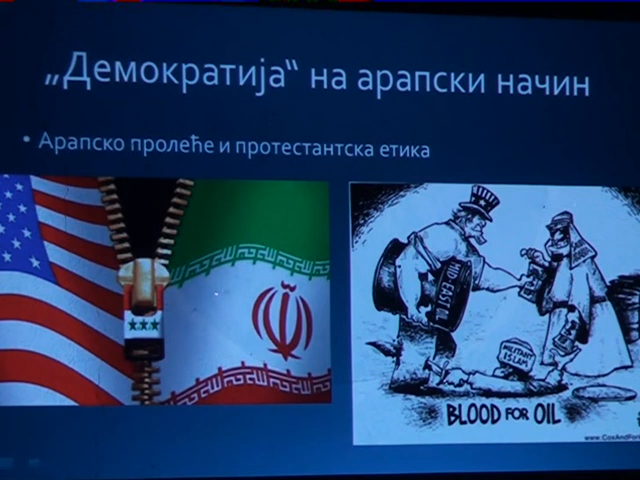 „Демократија“ на арапски начин
• Арапско пролеће и протестантска етика
MID EAST OIL
MILITANT
ISLAM
BLOOD FOR OIL